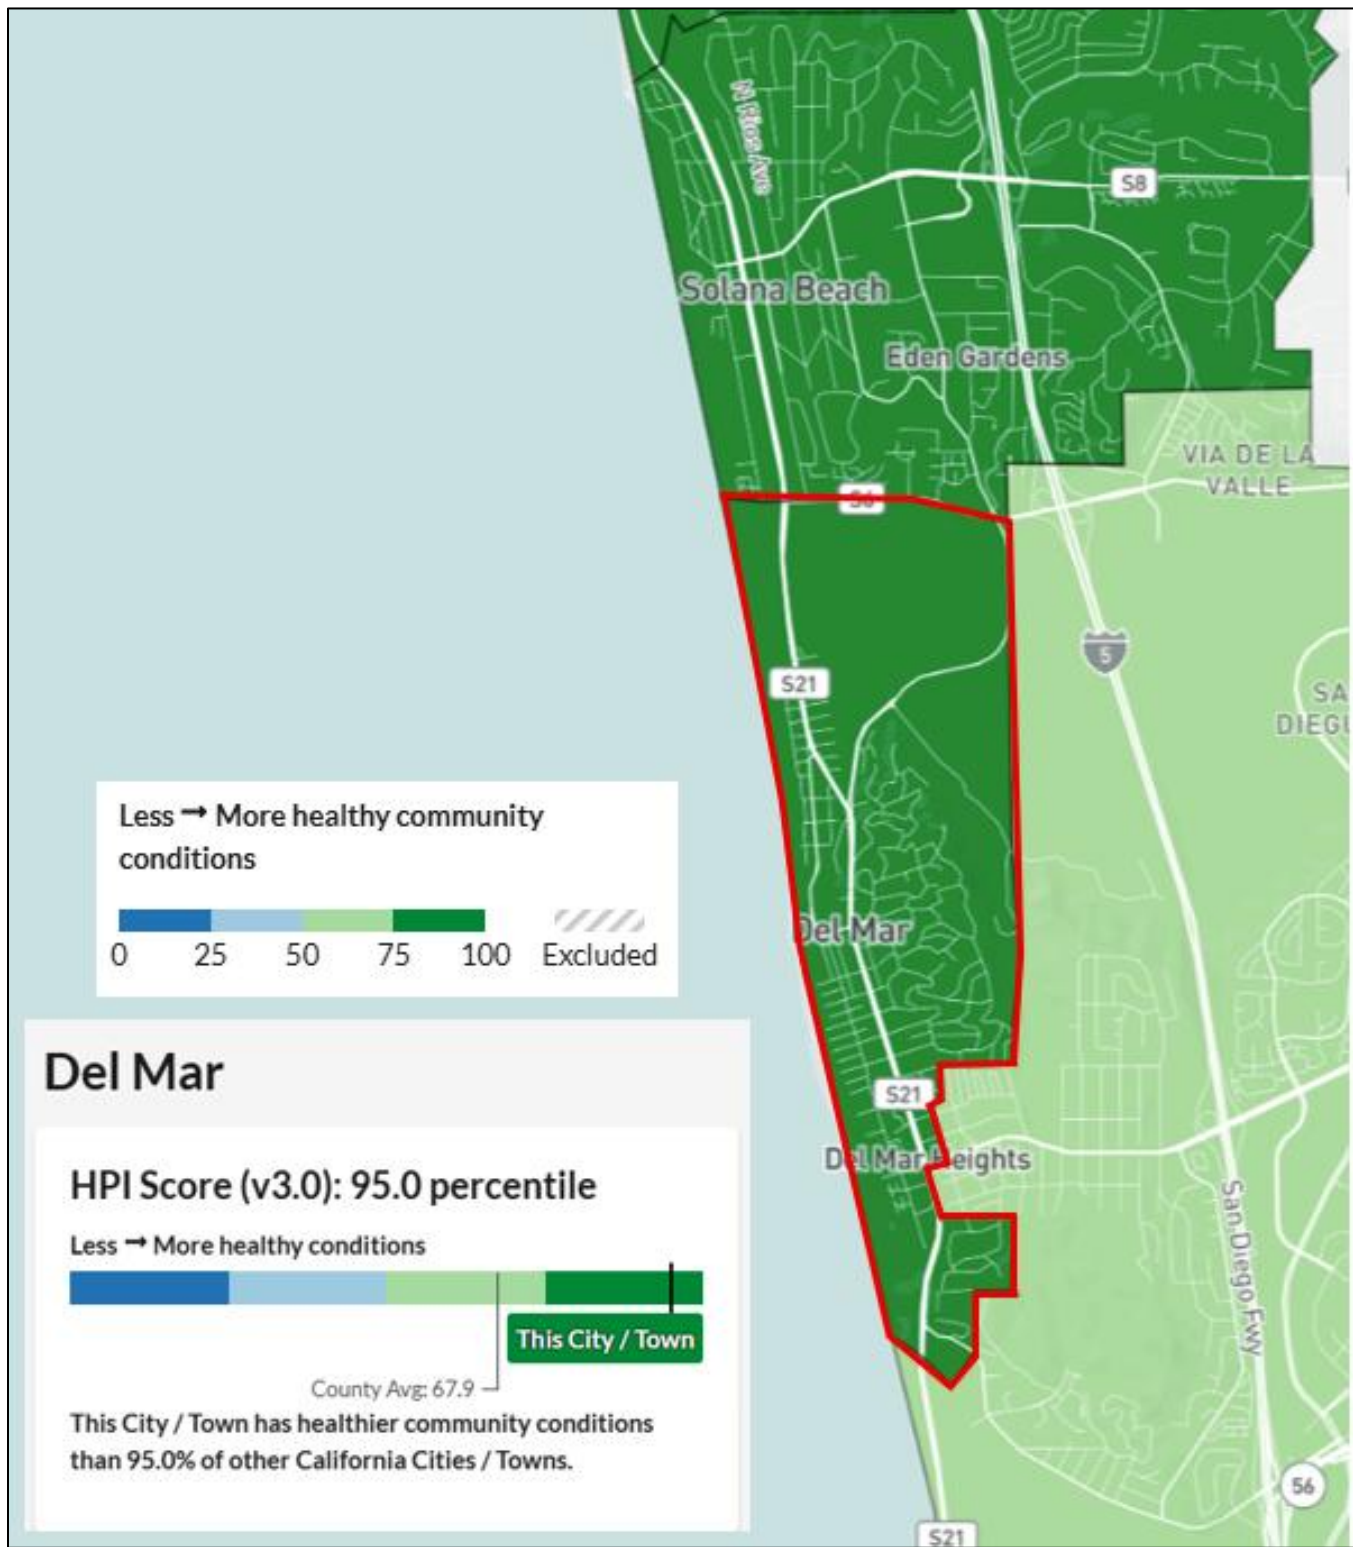 N Rios Ave
S8
Solana Beach
Eden Gardens
VIA DE LA
VALLE
S6
5
S21
SA
DIEGU
Less → More healthy community
conditions
0 25 50 75 100 Excluded
Del Mar
S21
Del Mar Heights
San Diego Fwy
56
S21
Del Mar
HPI Score (v3.0): 95.0 percentile
Less → More healthy conditions
This City / Town
County Avg: 67.9
This City / Town has healthier community conditions
than 95.0% of other California Cities / Towns.